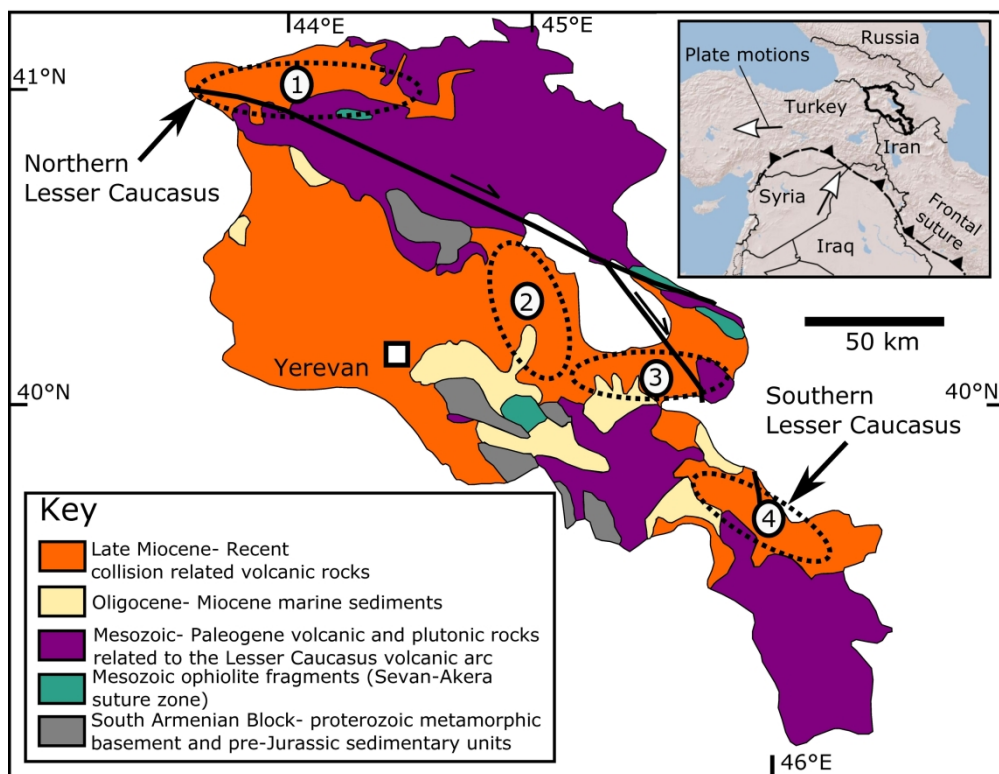 44°E
45°E
41°N
Northern
Lesser Caucasus
1
2
3
4
Yerevan
40°N
40°N
50 km
Southern
Lesser Caucasus
46°E
Plate motions
Russia
Turkey
Iran
Syria
Iraq
Frontal
suture
Key
Late Miocene- Recent
collision related volcanic rocks
Oligocene- Miocene marine sediments
Mesozoic- Paleogene volcanic and plutonic rocks
related to the Lesser Caucasus volcanic arc
Mesozoic ophiolite fragments (Sevan-Akera
suture zone)
South Armenian Block- proterozoic metamorphic
basement and pre-Jurassic sedimentary units